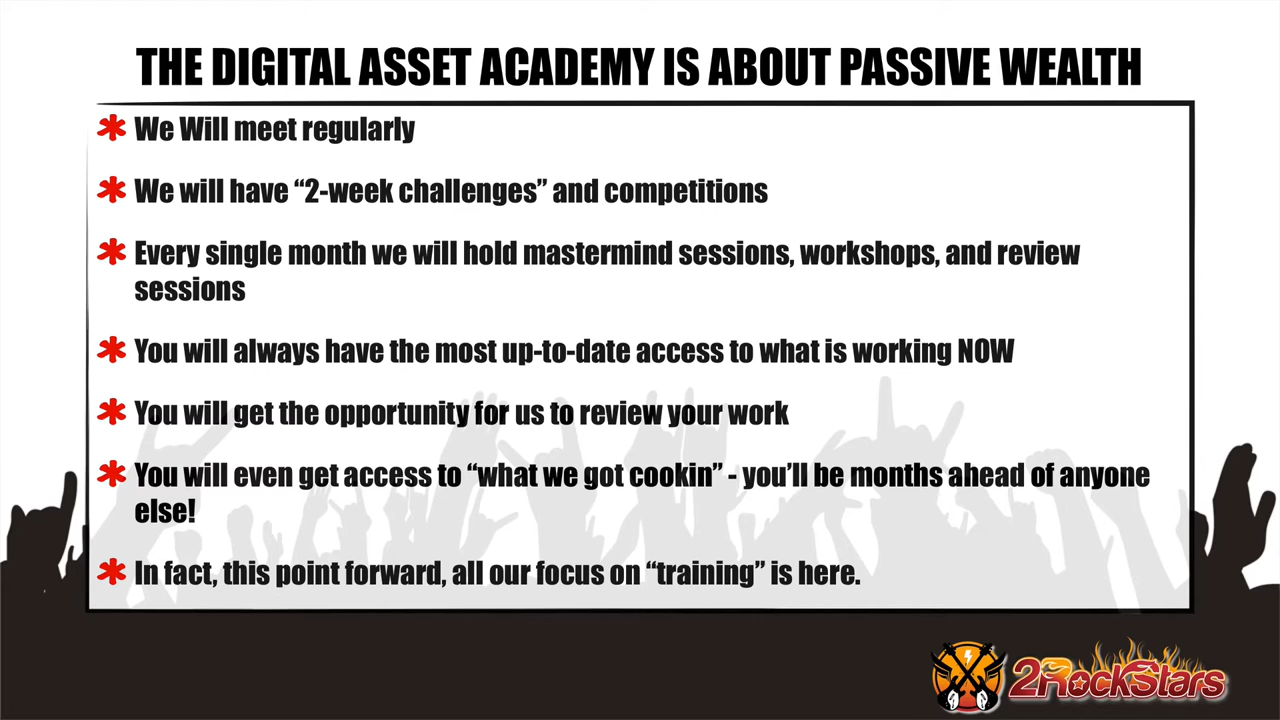 THE DIGITAL ASSET ACADEMY IS ABOUT PASSIVE WEALTH
We Will meet regularly
We will have “2-week challenges” and competitions
Every single month we will hold mastermind sessions, workshops, and review
sessions
You will always have the most up-to-date access to what is working NOW
You will get the opportunity for us to review your work
You will even get access to “what we got cookin” - you’ll be months ahead of anyone
else!
In fact, this point forward, all our focus on “training” is here.
2RockStars